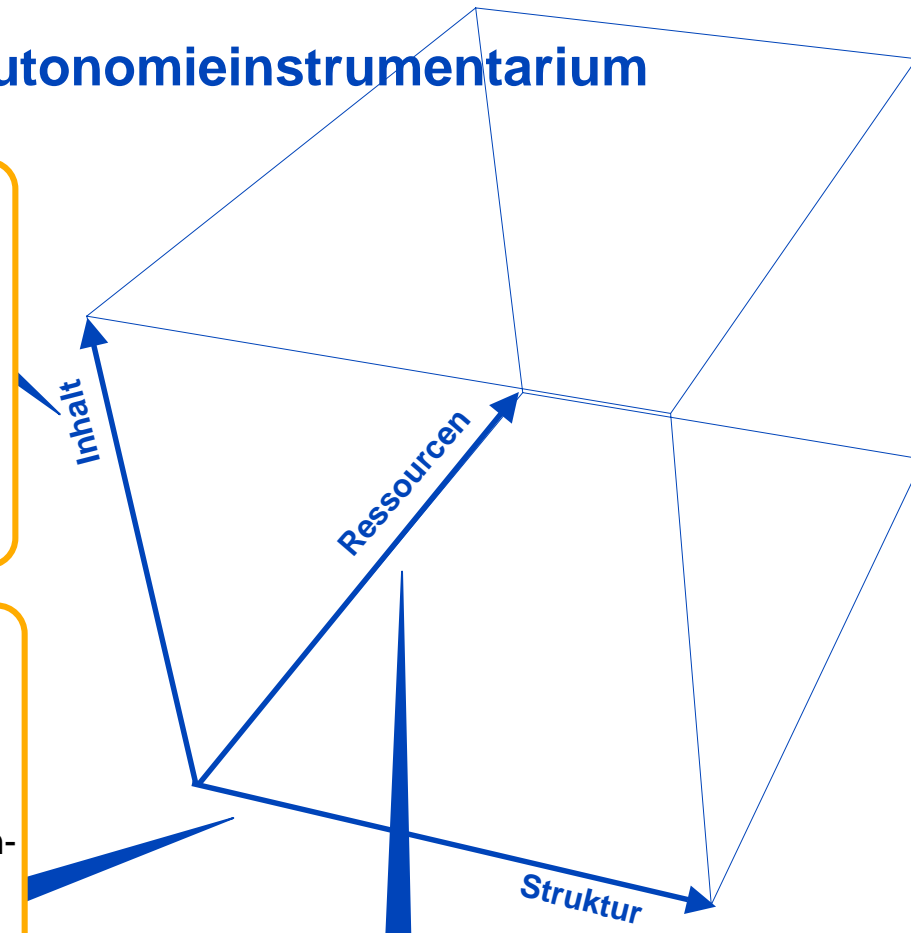 utonomieinstrumentarium
Inhalt
Ressourcen
n-
Struktur